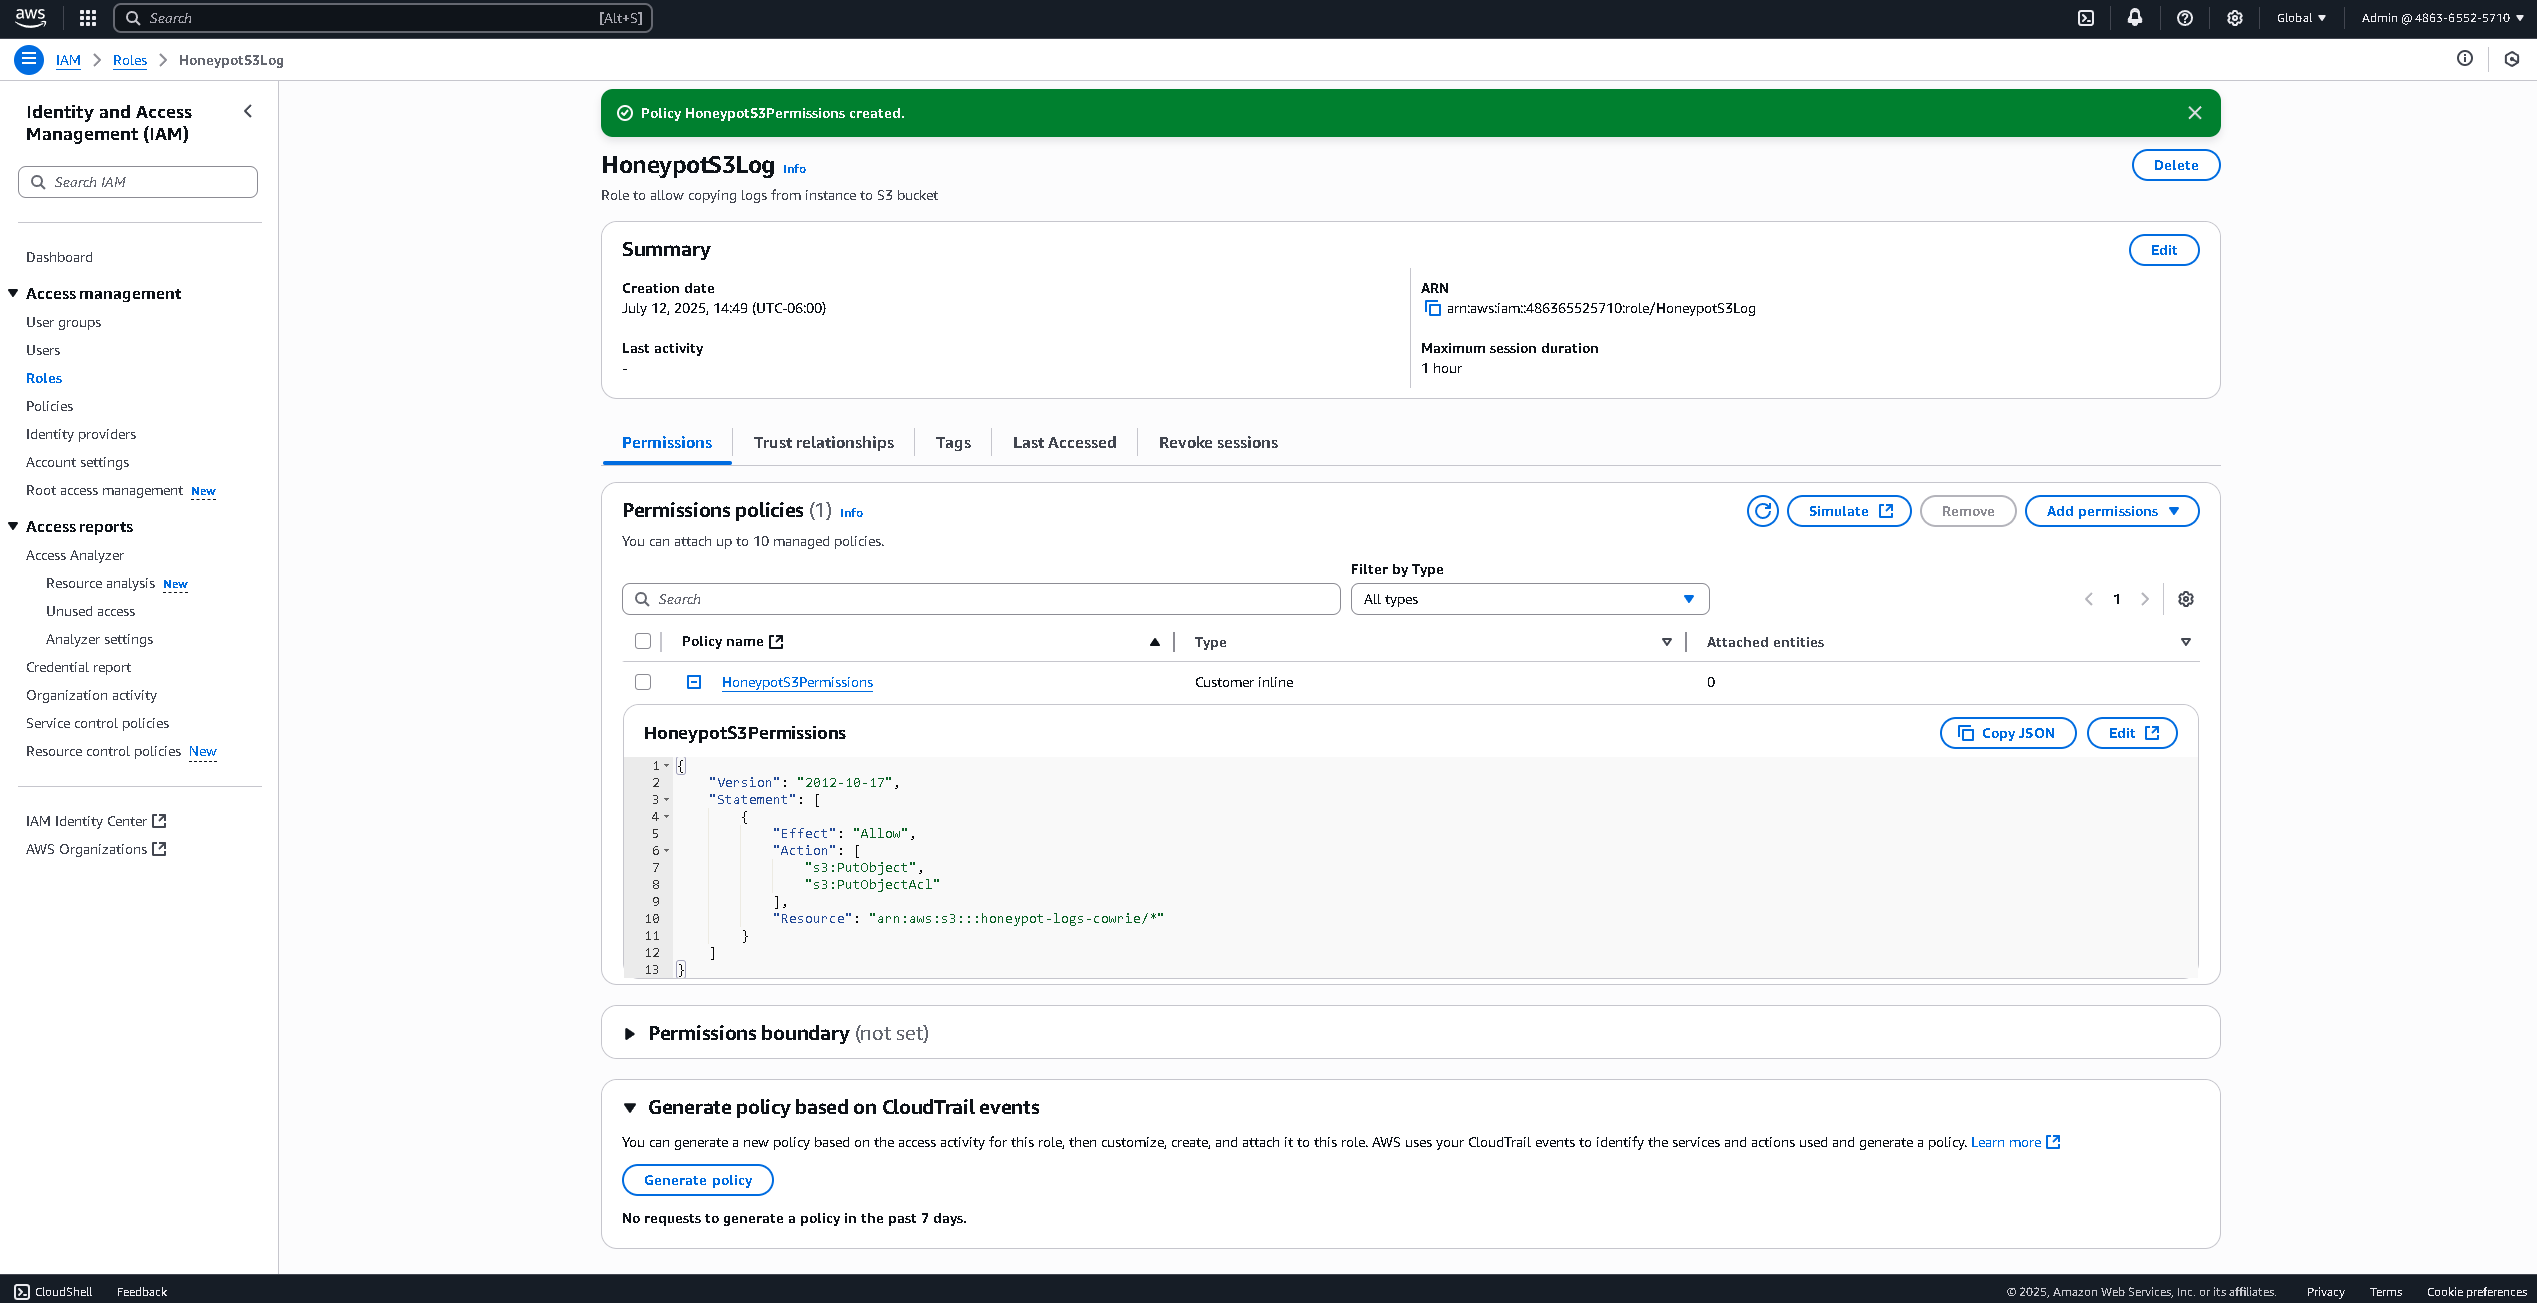 aws
Search
[Alt+S]
Global
Admin @ 4863-6552-5710
IAM
Roles
HoneypotS3Log
Identity and Access
Management (IAM)
Search IAM
Dashboard
Access management
User groups
Users
Roles
Policies
Identity providers
Account settings
Root access management New
Access reports
Access Analyzer
Resource analysis New
Unused access
Analyzer settings
Credential report
Organization activity
Service control policies
Resource control policies New
IAM Identity Center
AWS Organizations
Policy HoneypotS3Permissions created.
HoneypotS3Log Info
Delete
Role to allow copying logs from instance to S3 bucket
Summary
Edit
Creation date
July 12, 2025, 14:49 (UTC-06:00)
ARN
arn:aws:iam::486365525710:role/HoneypotS3Log
Last activity
-
Maximum session duration
1 hour
Permissions
Trust relationships
Tags
Last Accessed
Revoke sessions
Permissions policies (1) Info
Simulate
Remove
Add permissions
You can attach up to 10 managed policies.
Filter by Type
Search
All types
1
Policy name
Type
Attached entities
HoneypotS3Permissions
Customer inline
0
HoneypotS3Permissions
Copy JSON
Edit
1 {
2 "Version": "2012-10-17",
3 "Statement": [
4 {
5 "Effect": "Allow",
6 "Action": [
7 "s3:PutObject",
8 "s3:PutObjectAcl"
9 ],
10 "Resource": "arn:aws:s3:::honeypot-logs-cowrie/*"
11 }
12 ]
13 }
Permissions boundary (not set)
Generate policy based on CloudTrail events
You can generate a new policy based on the access activity for this role, then customize, create, and attach it to this role. AWS uses your CloudTrail events to identify the services and actions used and generate a policy. Learn more
Generate policy
No requests to generate a policy in the past 7 days.
CloudShell
Feedback
© 2025, Amazon Web Services, Inc. or its affiliates.
Privacy
Terms
Cookie preferences